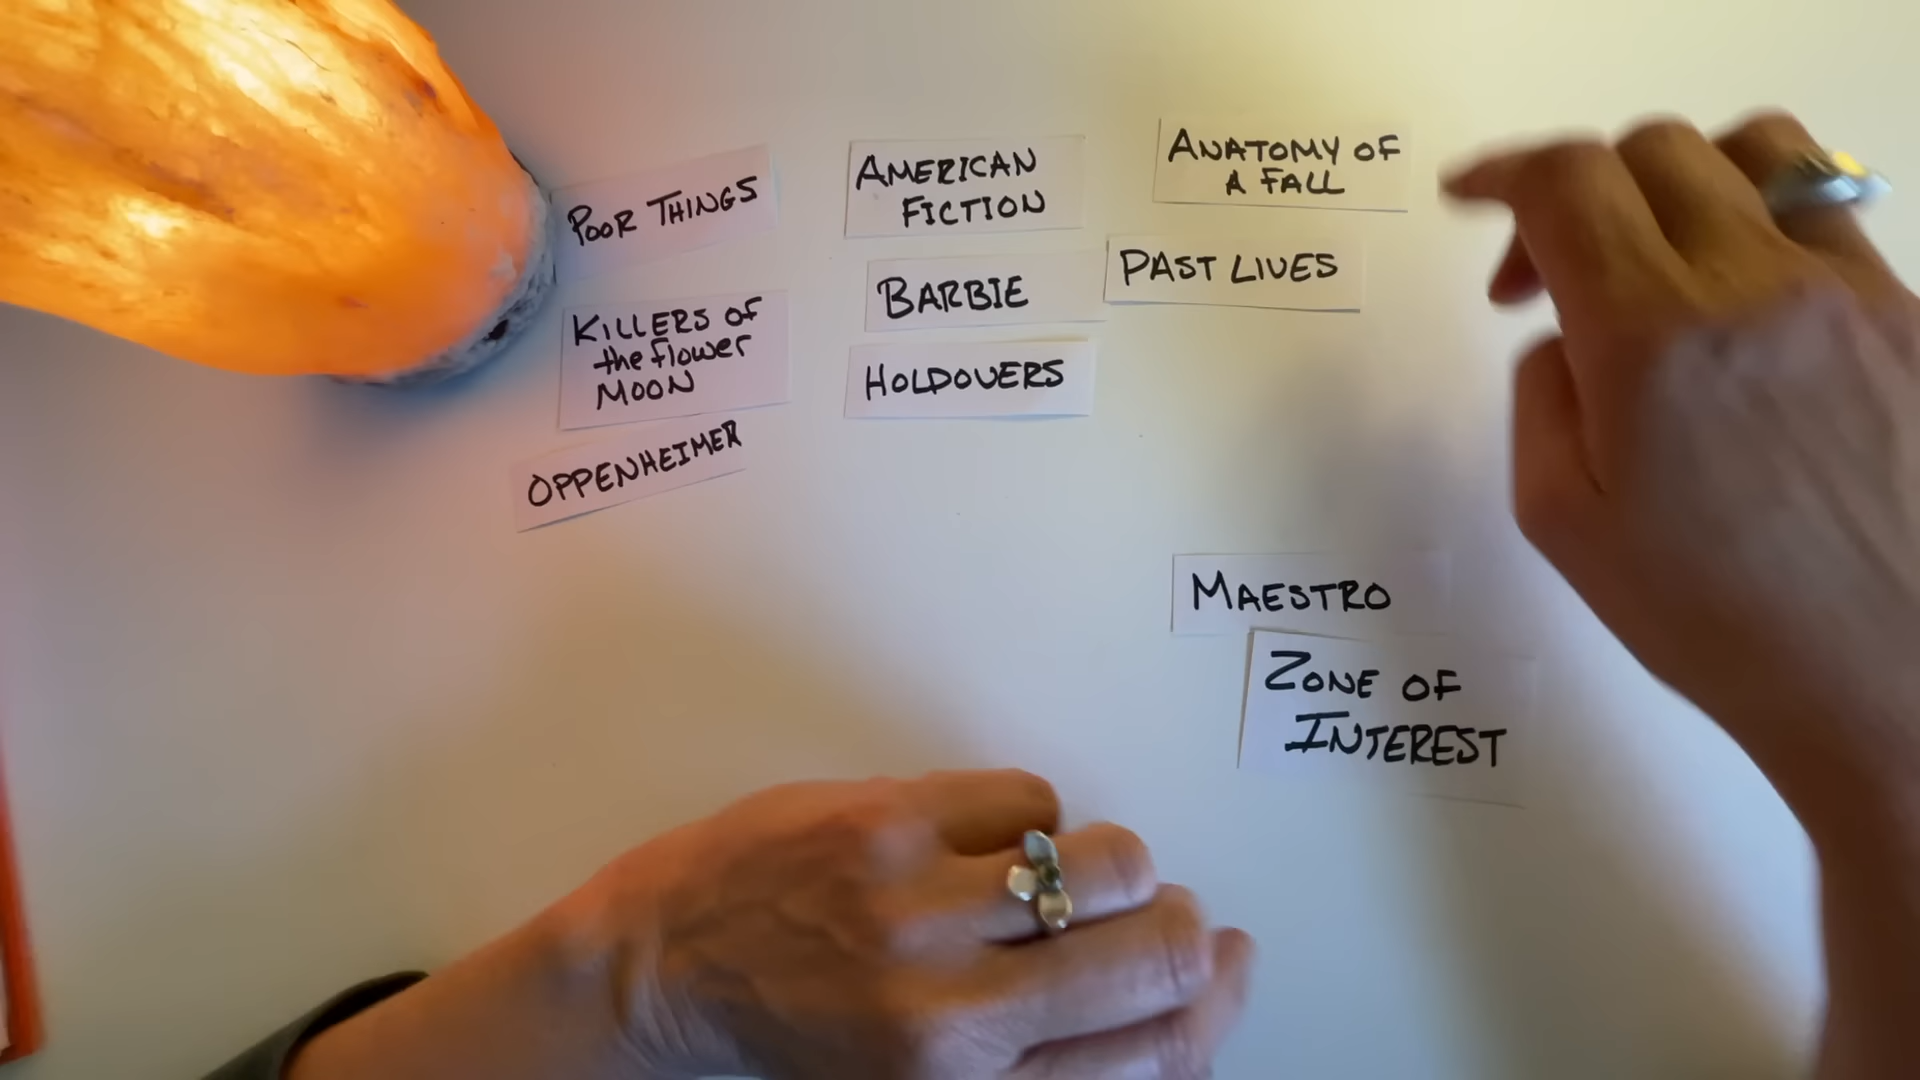 POOR THINGS
KILLERS OF
the flower
MOON
OPPENHEIMER
AMERICAN
FICTION
BARBIE
HOLDOVERS
ANATOMY OF
A FALL
PAST LIVES
MAESTRO
ZONE OF
INTEREST